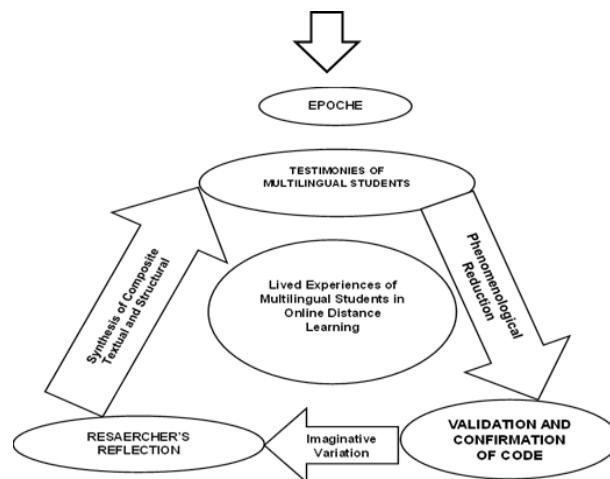 EPOCHE
TESTIMONIES OF
MULTILINGUAL STUDENTS
Phenomenological
Reduction
Lived Experiences of
Multilingual Students in
Online Distance
Learning
Synthesis of Composite
Textual and Structural
VALIDATION AND
CONFIRMATION
OF CODE
Imaginative
Variation
RESAERCHER'S
REFLECTION